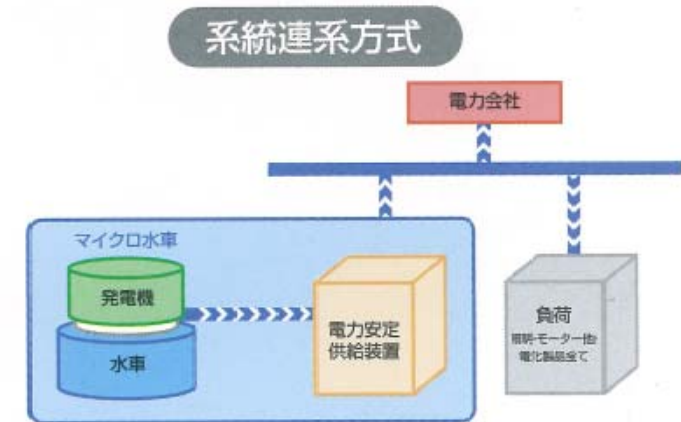 系統連系方式
電力会社
マイクロ水車
発電機
水車
電力安定
供給装置
負荷
照明・モーター他・
電化製品全て